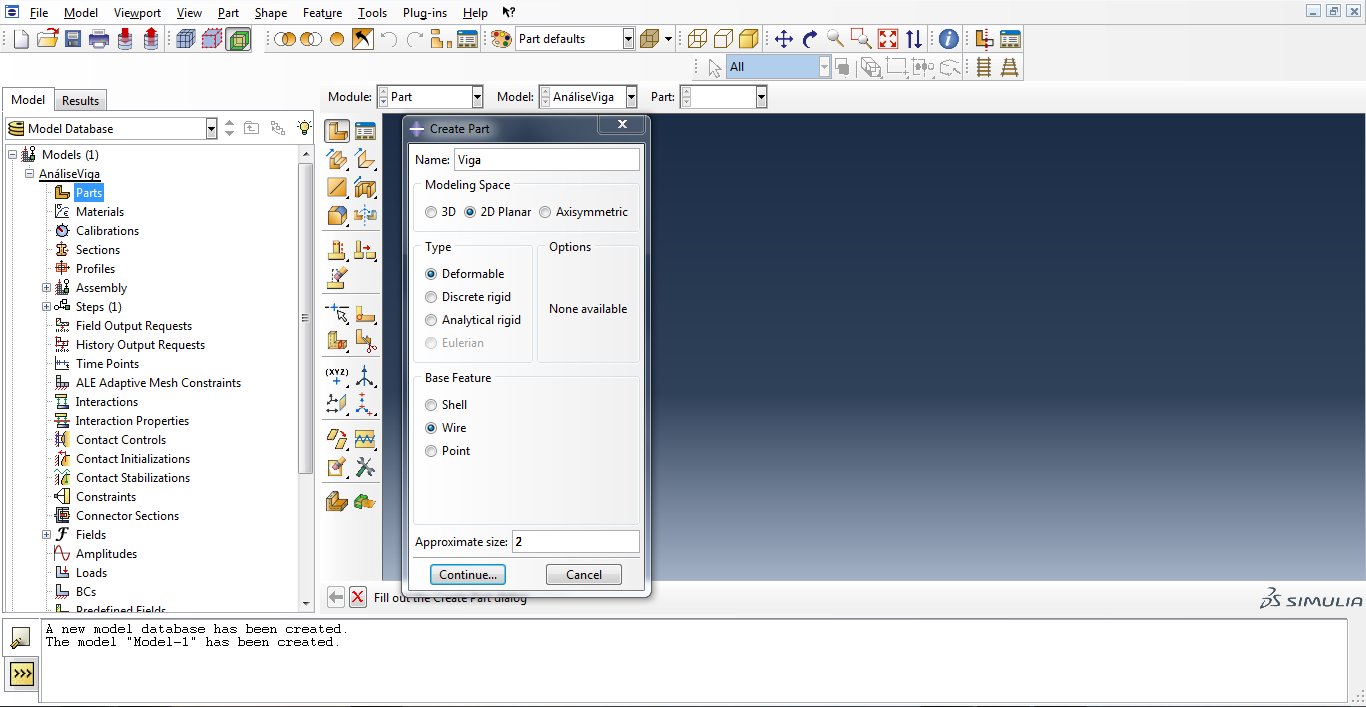 File Model Viewport View Part Shape Feature Tools Plug-ins Help
Part defaults
All
Model Results
Module: Part Model: AnáliseViga Part:
Model Database
Models (1)
AnáliseViga
Parts
Materials
Calibrations
Sections
Profiles
Assembly
Steps (1)
Field Output Requests
History Output Requests
Time Points
ALE Adaptive Mesh Constraints
Interactions
Interaction Properties
Contact Controls
Contact Initializations
Contact Stabilizations
Constraints
Connector Sections
Fields
Amplitudes
Loads
BCs
Predefined Fields
(XYZ)
Create Part
Name: Viga
Modeling Space
3D 2D Planar Axisymmetric
Type
Deformable
Discrete rigid
Analytical rigid
Eulerian
Options
None available
Base Feature
Shell
Wire
Point
Approximate size: 2
Continue... Cancel
Fill out the Create Part dialog
SIMULIA
A new model database has been created.
The model "Model-1" has been created.
>>>